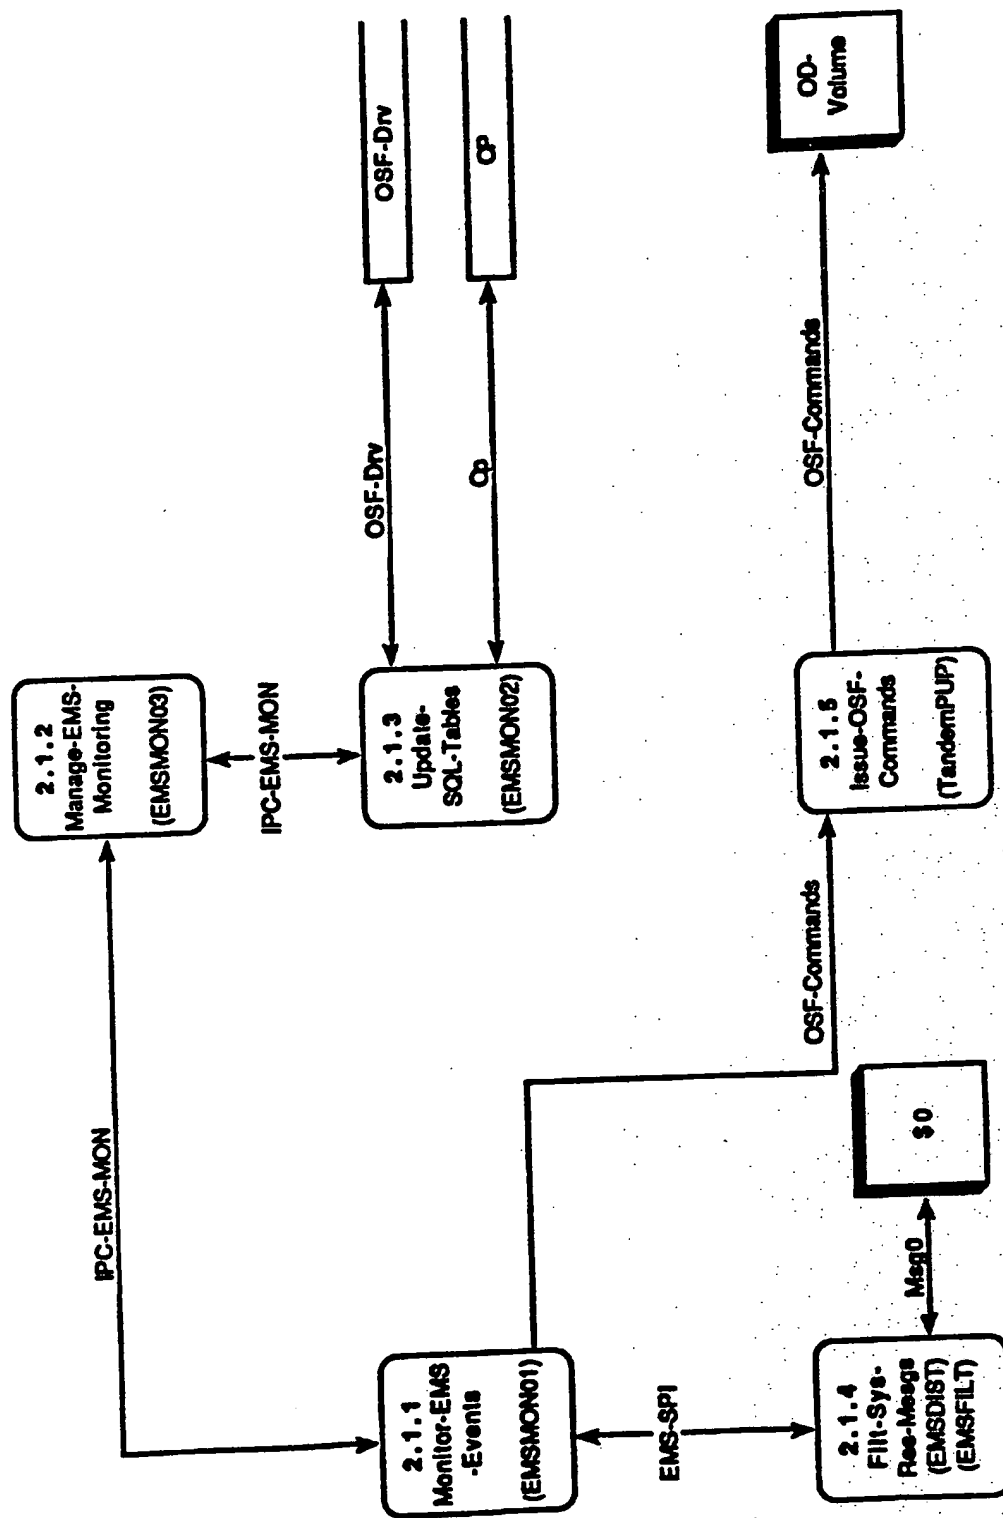 2.1.2
Manage-EMS-
Monitoring
(EMSMON03)
IPC-EMS-MON
IPC-EMS-MON
2.1.1
Monitor-EMS
-Events
(EMSMON01)
2.1.3
Update-
SQL-Tables
(EMSMON02)
OSF-Drv
OSF-Drv
Cp
CP
EMS-SPI
2.1.4
Filt-Sys-
Res-Mesgs
(EMSDIST)
(EMSFILT)
Msg0
$0
OSF-Commands
2.1.5
Issue-OSF-
Commands
(TandemPUP)
OSF-Commands
OD-
Volume